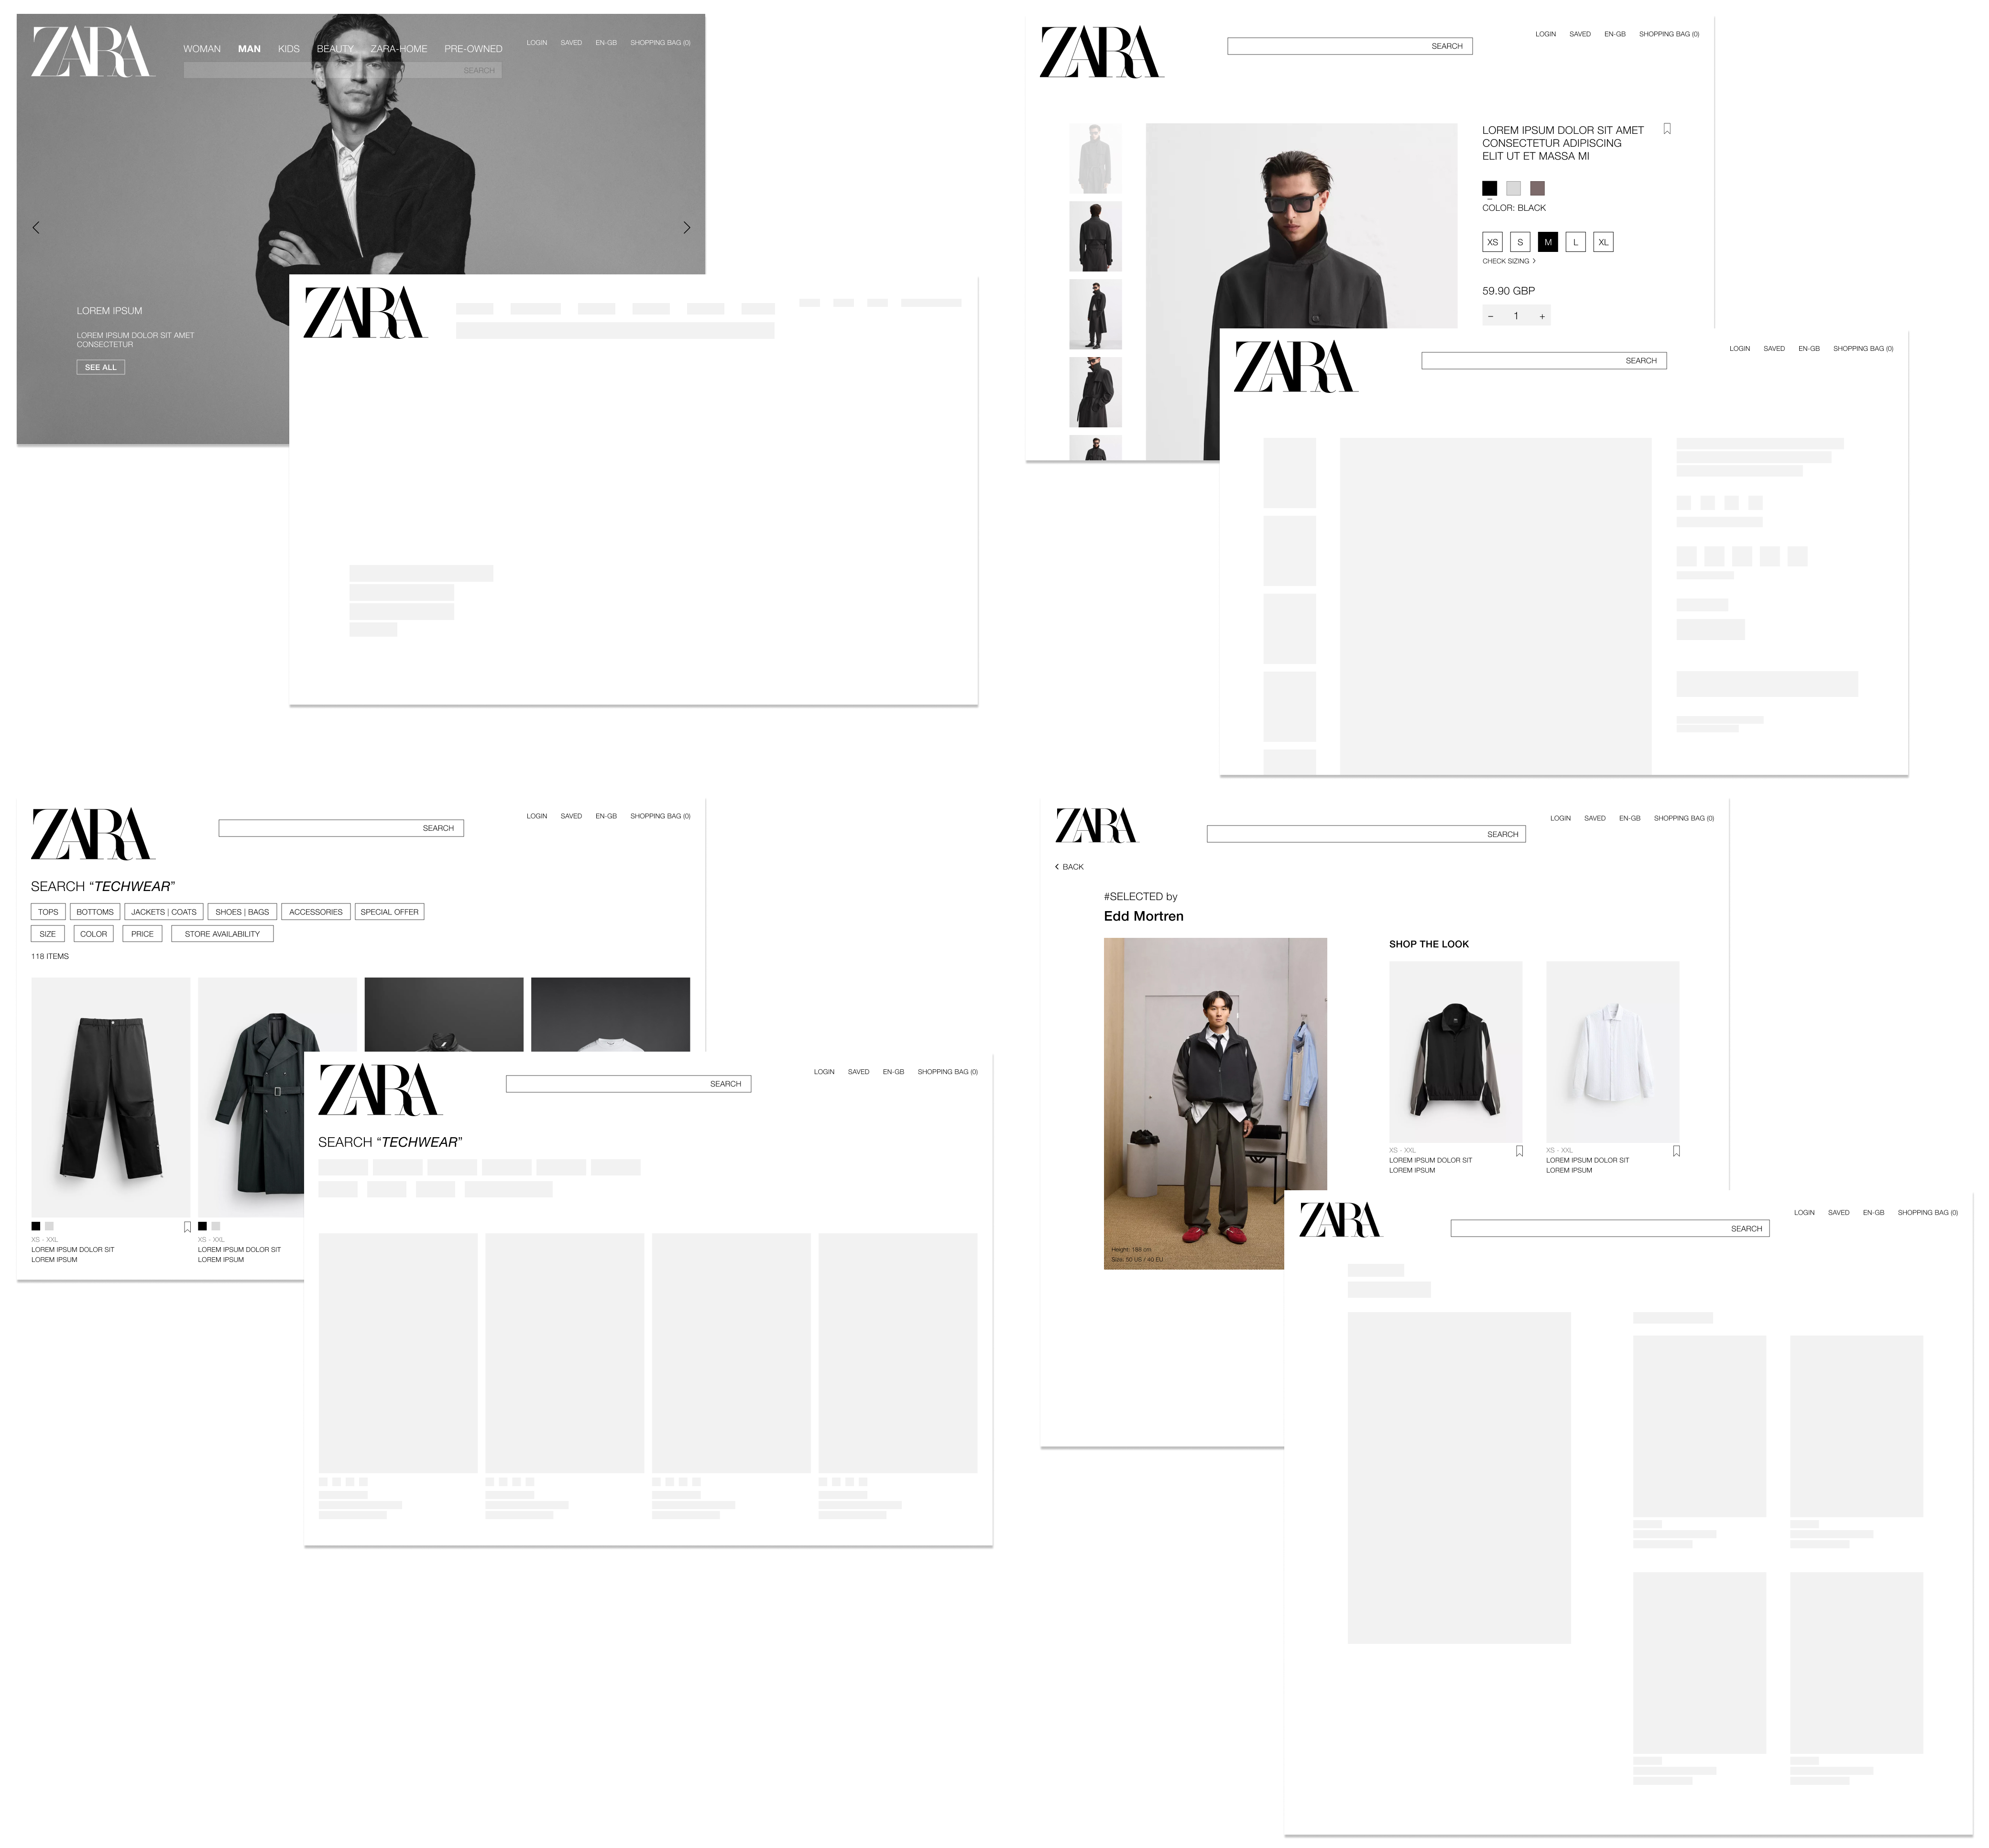 ZARA
WOMAN MAN KIDS BEAUTY ZARA-HOME PRE-OWNED
LOGIN SAVED EN-GB SHOPPING BAG (0)
SEARCH
LOREM IPSUM
LOREM IPSUM DOLOR SIT AMET
CONSECTETUR
SEE ALL
ZARA
ZARA
SEARCH
LOGIN SAVED EN-GB SHOPPING BAG (0)
LOREM IPSUM DOLOR SIT AMET
CONSECTETUR ADIPISCING
ELIT UT ET MASSA MI
COLOR: BLACK
XS S M L XL
CHECK SIZING >
59.90 GBP
− 1 +
ZARA
SEARCH
LOGIN SAVED EN-GB SHOPPING BAG (0)
ZARA
SEARCH
LOGIN SAVED EN-GB SHOPPING BAG (0)
SEARCH “TECHWEAR”
TOPS BOTTOMS JACKETS | COATS SHOES | BAGS ACCESSORIES SPECIAL OFFER
SIZE COLOR PRICE STORE AVAILABILITY
118 ITEMS
XS - XXL
LOREM IPSUM DOLOR SIT
LOREM IPSUM
XS - XXL
LOREM IPSUM DOLOR SIT
LOREM IPSUM
ZARA
SEARCH
LOGIN SAVED EN-GB SHOPPING BAG (0)
SEARCH “TECHWEAR”
ZARA
SEARCH
LOGIN SAVED EN-GB SHOPPING BAG (0)
< BACK
#SELECTED by
Edd Mortren
Height: 189 cm
Size: 50 US / 40 EU
SHOP THE LOOK
XS - XXL
LOREM IPSUM DOLOR SIT
LOREM IPSUM
XS - XXL
LOREM IPSUM DOLOR SIT
LOREM IPSUM
ZARA
SEARCH
LOGIN SAVED EN-GB SHOPPING BAG (0)